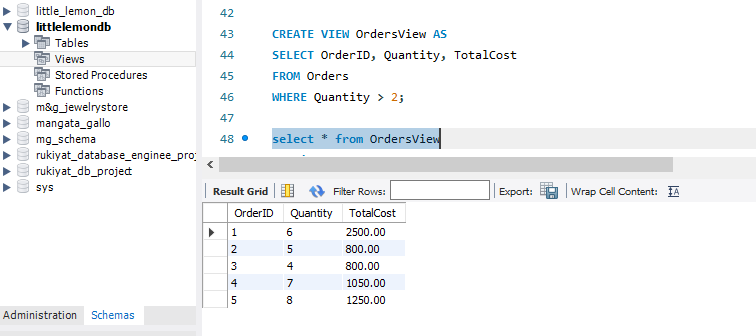 little_lemon_db
littlelemondb
Tables
Views
Stored Procedures
Functions
m&g_jewelrystore
mangata_gallo
mg_schema
rukiyat_database_enginee_proj
rukiyat_db_project
sys
Administration Schemas
42
43 CREATE VIEW OrdersView AS
44 SELECT OrderID, Quantity, TotalCost
45 FROM Orders
46 WHERE Quantity > 2;
47
48 select * from OrdersView
Result Grid Filter Rows: Export: Wrap Cell Content:
OrderID Quantity TotalCost
1 6 2500.00
2 5 800.00
3 4 800.00
4 7 1050.00
5 8 1250.00